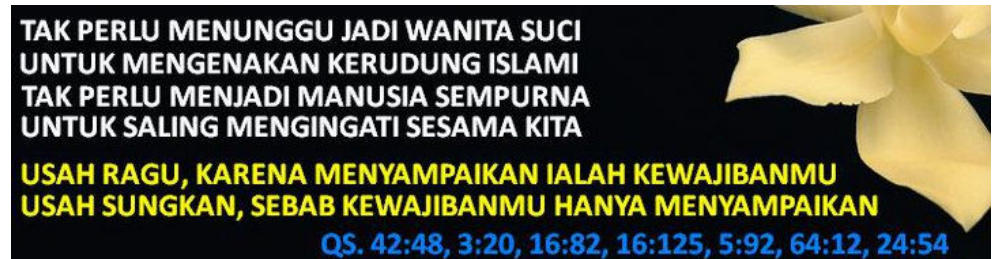 TAK PERLU MENUNGGU JADI WANITA SUCI
UNTUK MENGENAKAN KERUDUNG ISLAMI
TAK PERLU MENJADI MANUSIA SEMPURNA
UNTUK SALING MENGINGATI SESAMA KITA
USAH RAGU, KARENA MENYAMPAIKAN IALAH KEWAJIBANMU
USAH SUNGKAN, SEBAB KEWAJIBANMU HANYA MENYAMPAIKAN
QS. 42:48, 3:20, 16:82, 16:125, 5:92, 64:12, 24:54